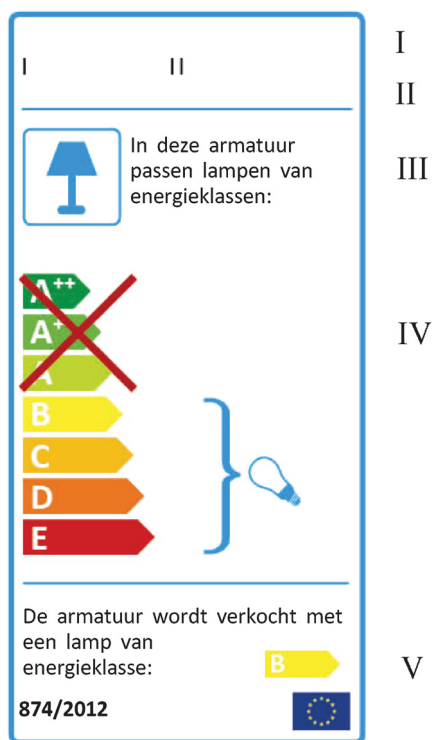 I II
I
II
In deze armatuur
passen lampen van
energieklassen:
III
A++
A+
A
IV
B
C
D
E
De armatuur wordt verkocht met
een lamp van
energieklasse:
B
V
874/2012